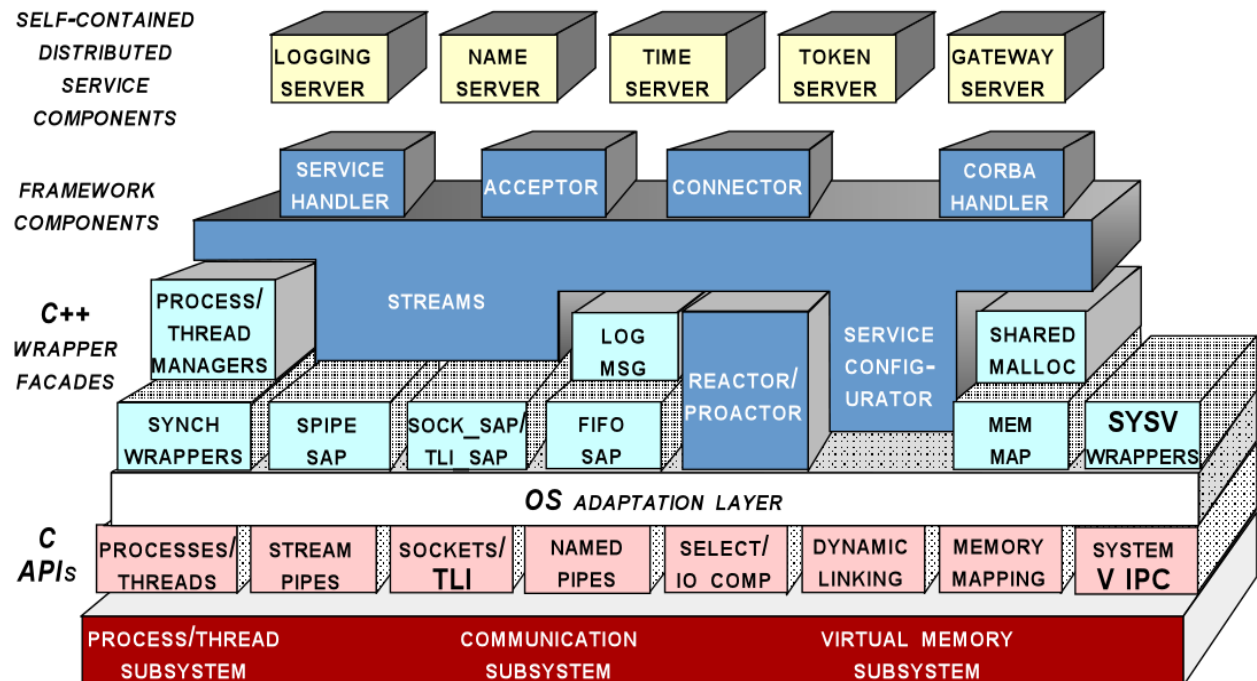 SELF-CONTAINED
DISTRIBUTED
SERVICE
COMPONENTS
LOGGING
SERVER
NAME
SERVER
TIME
SERVER
TOKEN
SERVER
GATEWAY
SERVER
FRAMEWORK
COMPONENTS
SERVICE
HANDLER
ACCEPTOR
CONNECTOR
CORBA
HANDLER
STREAMS
SERVICE
CONFIG-
URATOR
C++
WRAPPER
FACADES
PROCESS/
THREAD
MANAGERS
LOG
MSG
REACTOR/
PROACTOR
SHARED
MALLOC
SYNCH
WRAPPERS
SPIPE
SAP
SOCK_SAP/
TLI_SAP
FIFO
SAP
MEM
MAP
SYSV
WRAPPERS
OS ADAPTATION LAYER
C
APIS
PROCESSES/
THREADS
STREAM
PIPES
SOCKETS/
TLI
NAMED
PIPES
SELECT/
IO COMP
DYNAMIC
LINKING
MEMORY
MAPPING
SYSTEM
V IPC
PROCESS/THREAD
SUBSYSTEM
COMMUNICATION
SUBSYSTEM
VIRTUAL MEMORY
SUBSYSTEM